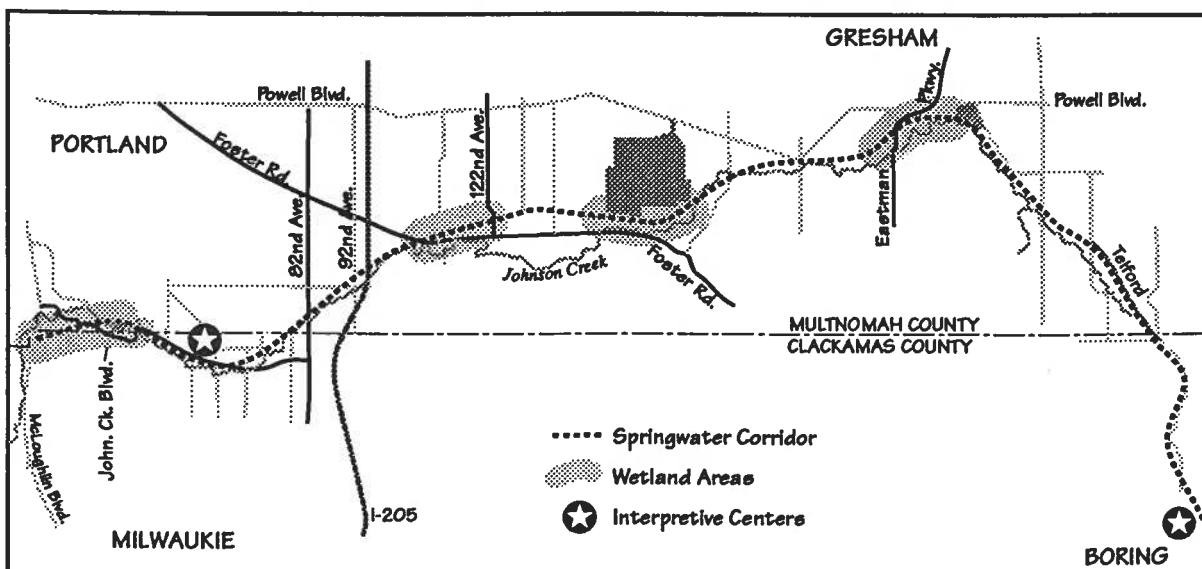 GRESHAM
Pkwy.
Powell Blvd.
Powell Blvd.
PORTLAND
Foster Rd.
82nd Ave.
92nd Ave.
122nd Ave.
Eastman
Johnson Creek
Foster Rd.
Telford
MULTNOMAH COUNTY
CLACKAMAS COUNTY
John. Ck. Blvd.
McLoughlin Blvd.
Springwater Corridor
Wetland Areas
Interpretive Centers
I-205
MILWAUKIE
BORING